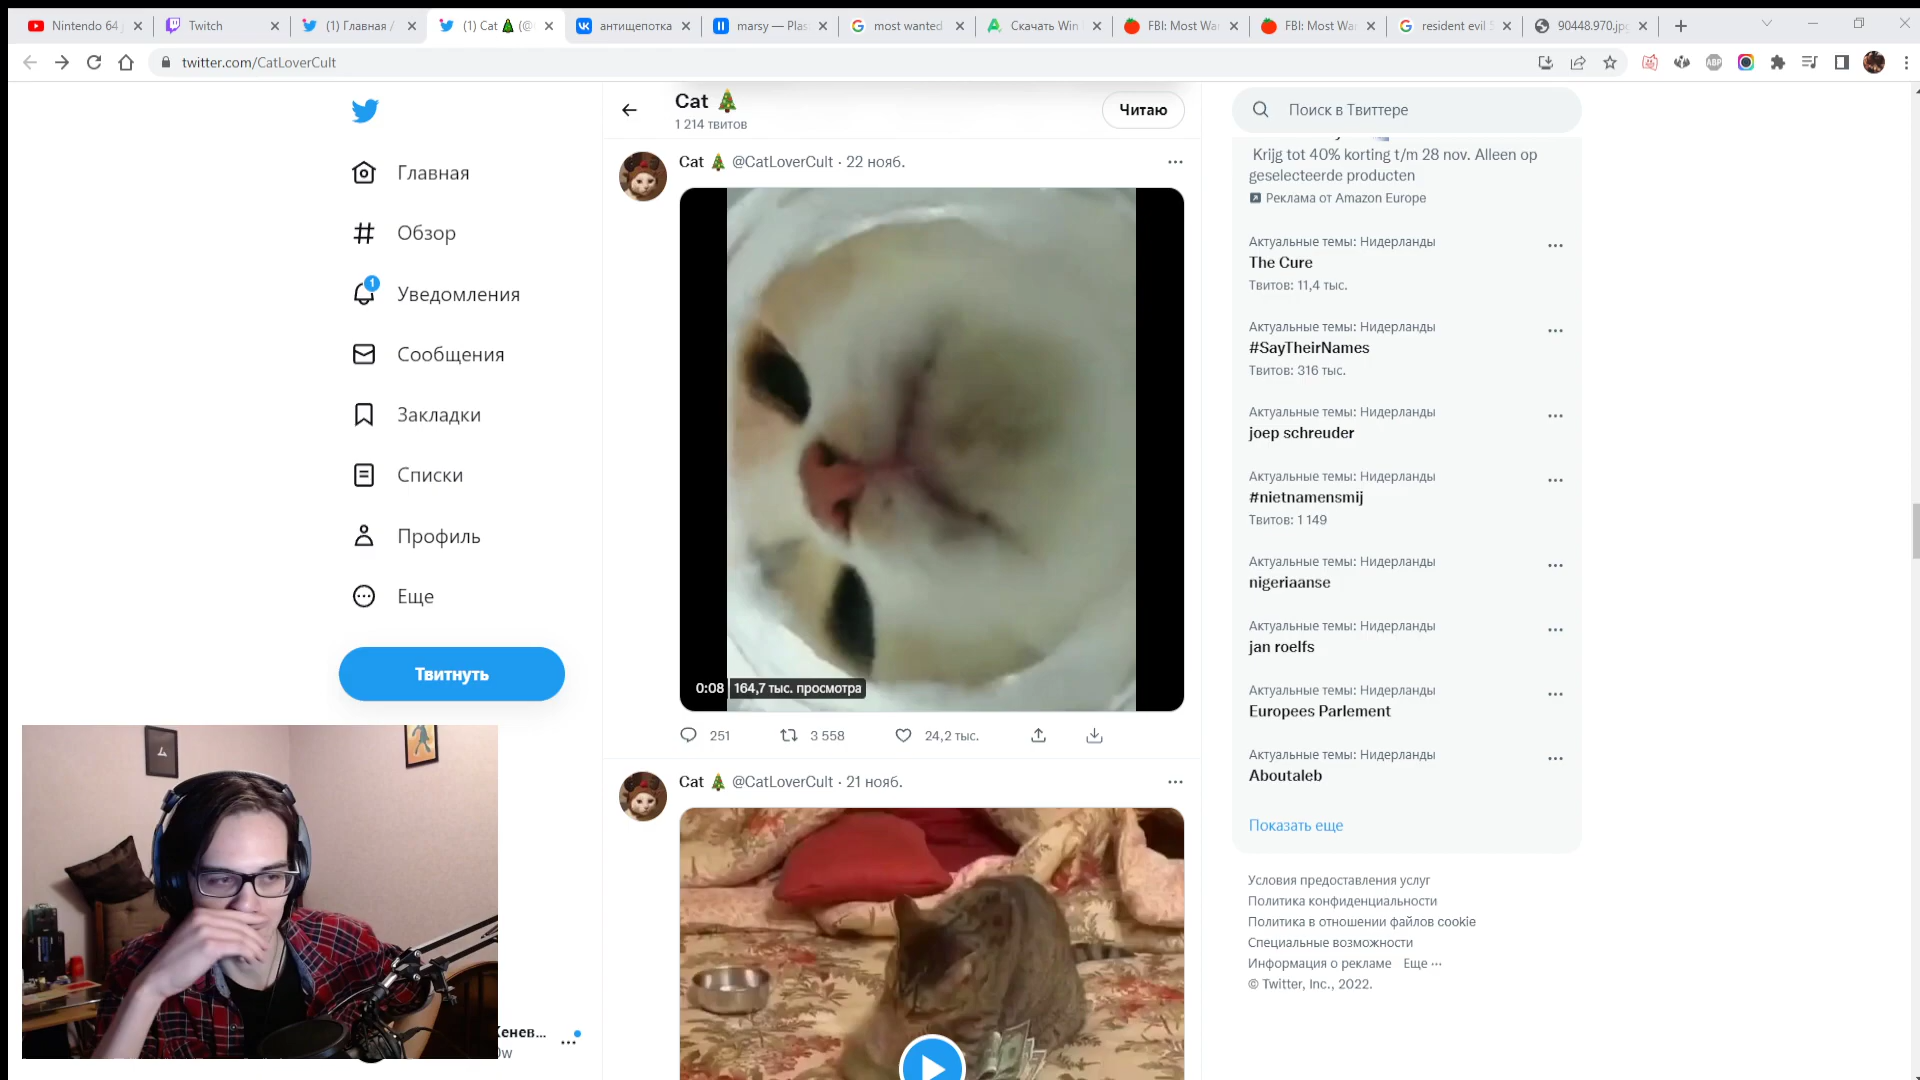 Nintendo 64
Twitch
(1) Главная /
(1) Cat
антищепотка
marsy — Plas
most wanted
Скачать Win
FBI: Most Wa
FBI: Most Wa
resident evil
90448.970.jp
twitter.com/CatLoverCult
ABP
Cat
1 214 твитов
Читаю
Поиск в Твиттере
Главная
Обзор
1
Уведомления
Сообщения
Закладки
Списки
Профиль
Еще
Твитнуть
Cat @CatLoverCult · 22 нояб.
0:08
164,7 тыс. просмотра
251
3 558
24,2 тыс.
Cat @CatLoverCult · 21 нояб.
Krijg tot 40% korting t/m 28 nov. Alleen op
geselecteerde producten
Реклама от Amazon Europe
Актуальные темы: Нидерланды
The Cure
Твитов: 11,4 тыс.
Актуальные темы: Нидерланды
#SayTheirNames
Твитов: 316 тыс.
Актуальные темы: Нидерланды
joep schreuder
Актуальные темы: Нидерланды
#nietnamensmij
Твитов: 1 149
Актуальные темы: Нидерланды
nigeriaanse
Актуальные темы: Нидерланды
jan roelfs
Актуальные темы: Нидерланды
Europees Parlement
Актуальные темы: Нидерланды
Aboutaleb
Показать еще
Условия предоставления услуг
Политика конфиденциальности
Политика в отношении файлов cookie
Специальные возможности
Информация о рекламе Еще ···
© Twitter, Inc., 2022.